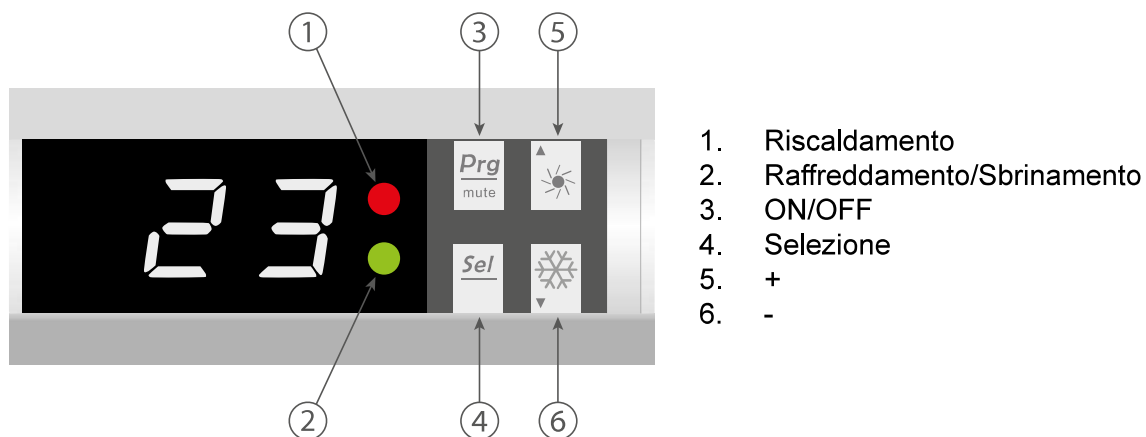 1
3
5
23
Prg
mute
Sel
2
4
6
1. Riscaldamento
2. Raffreddamento/Sbrinamento
3. ON/OFF
4. Selezione
5. +
6. -